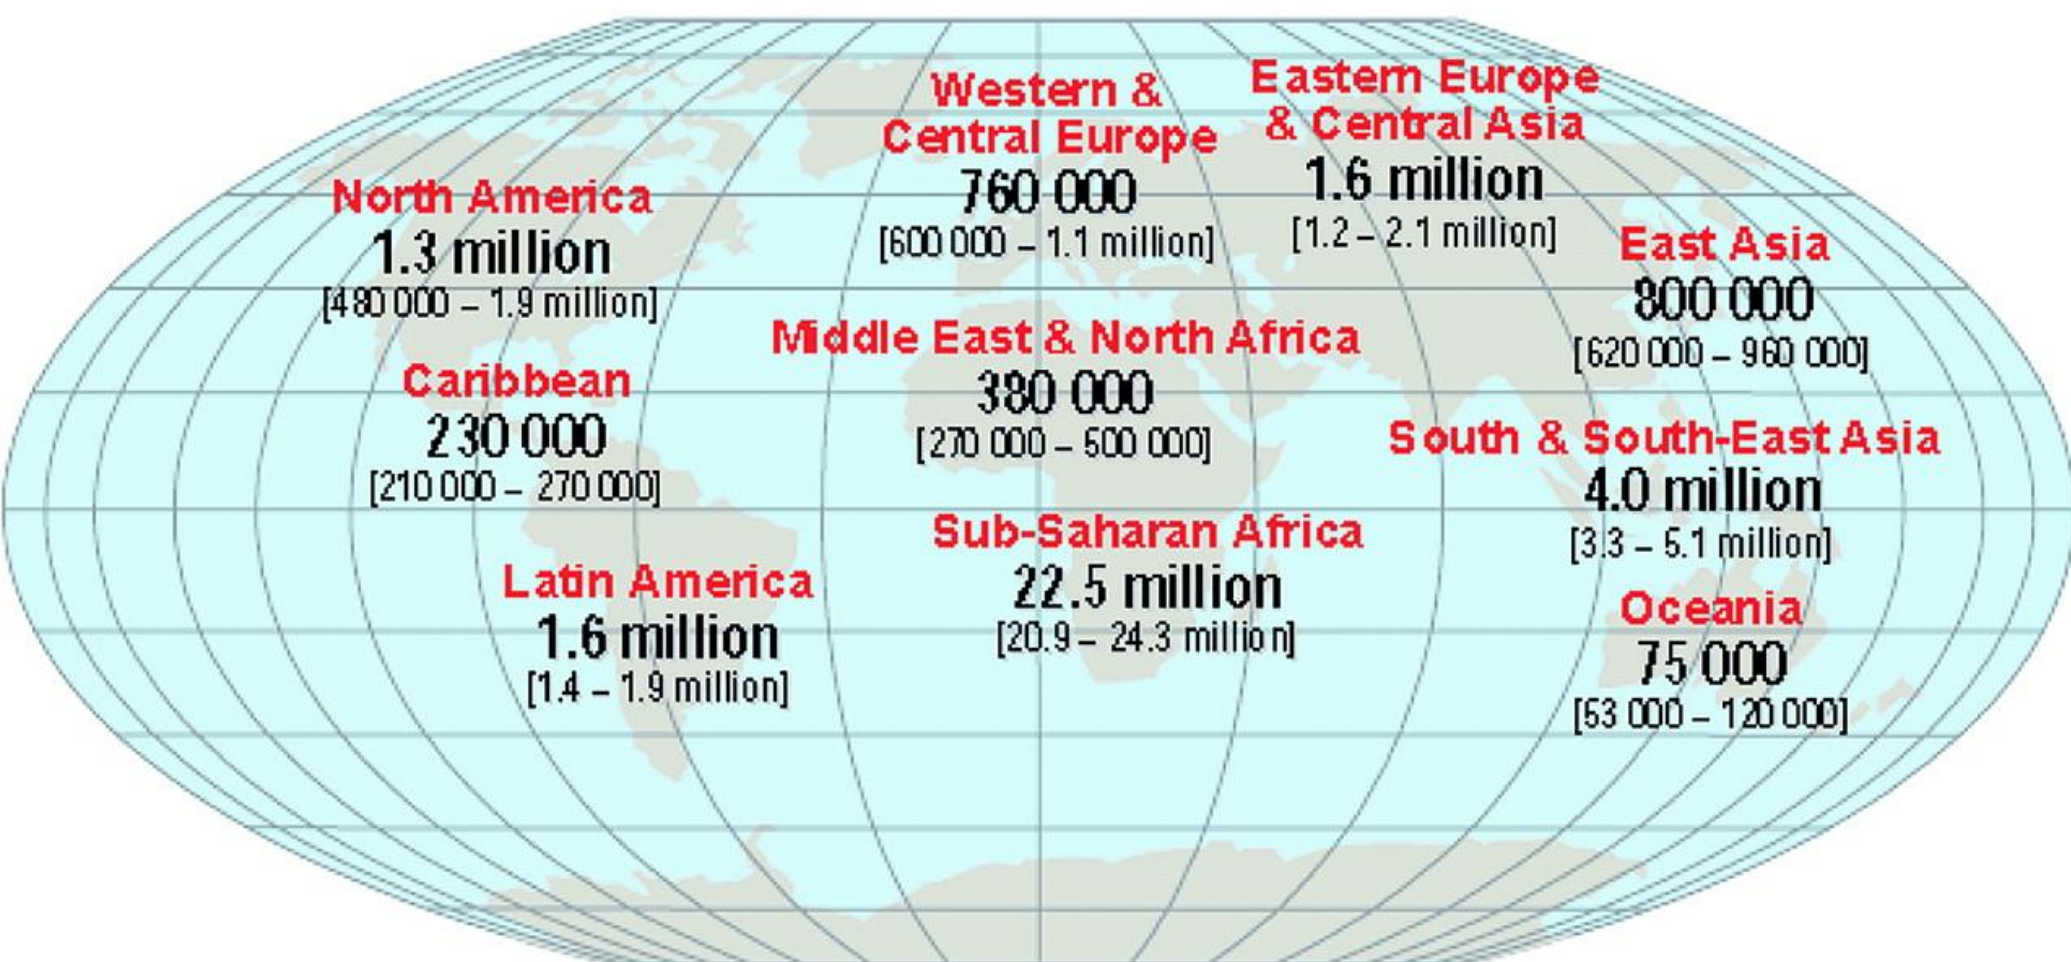 Western &
Central Europe
760 000
[600 000 – 1.1 million]
Eastern Europe
& Central Asia
1.6 million
[1.2 – 2.1 million]
North America
1.3 million
[480 000 – 1.9 million]
East Asia
800 000
[620 000 – 960 000]
Middle East & North Africa
380 000
[270 000 – 500 000]
Caribbean
230 000
[210 000 – 270 000]
South & South-East Asia
4.0 million
[3.3 – 5.1 million]
Sub-Saharan Africa
22.5 million
[20.9 – 24.3 million]
Latin America
1.6 million
[1.4 – 1.9 million]
Oceania
75 000
[53 000 – 120 000]